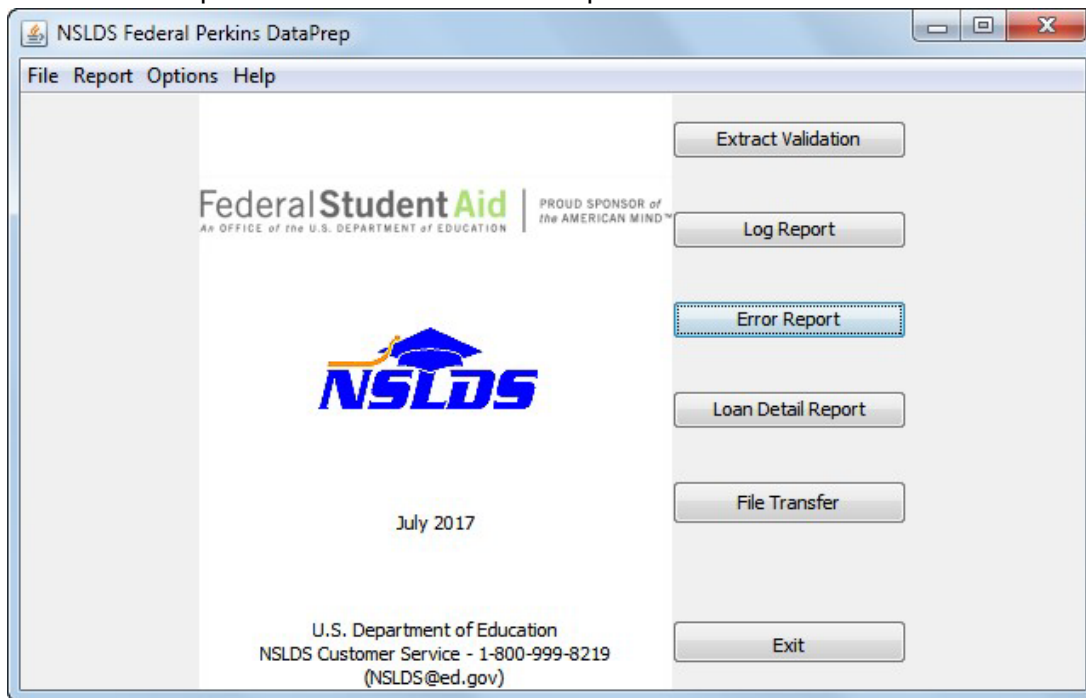 NSLDS Federal Perkins DataPrep
File Report Options Help
Extract Validation
Federal Student Aid
An OFFICE of the U.S. DEPARTMENT of EDUCATION
PROUD SPONSOR of
the AMERICAN MIND™
Log Report
Error Report
NSLDS
Loan Detail Report
File Transfer
July 2017
U.S. Department of Education
NSLDS Customer Service - 1-800-999-8219
(NSLDS@ed.gov)
Exit